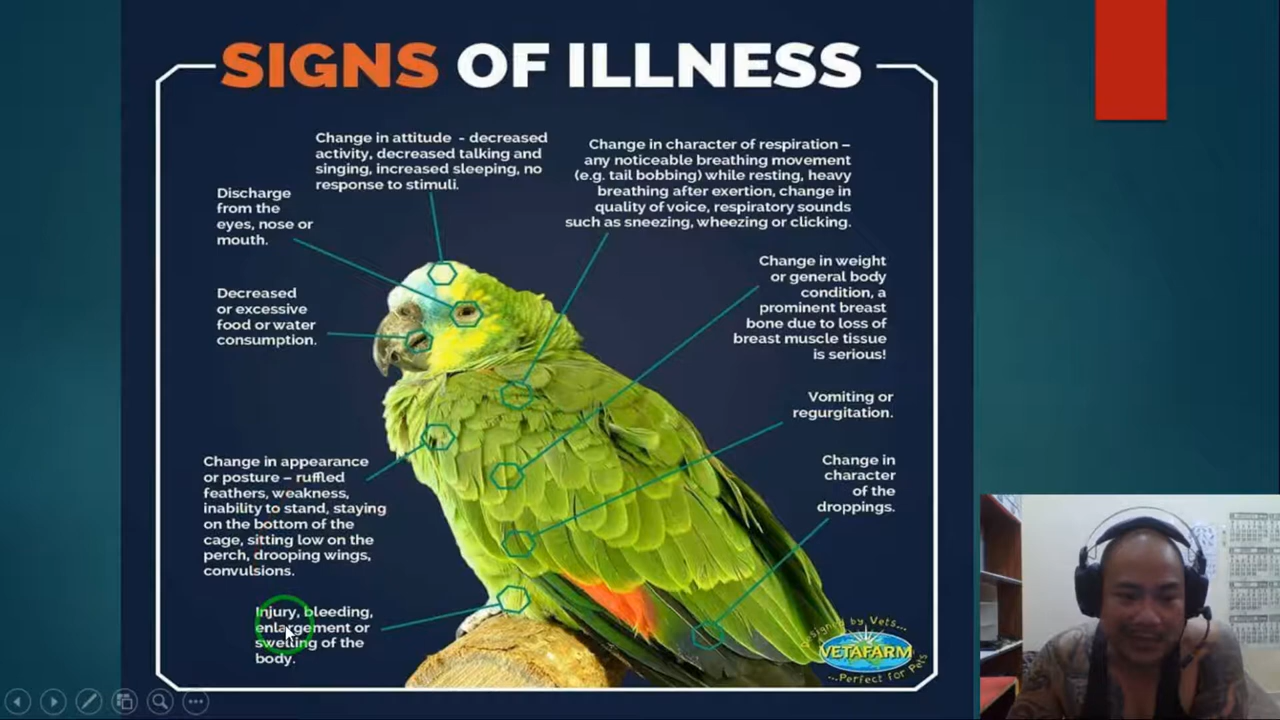 SIGNS OF ILLNESS
Change in attitude - decreased
activity, decreased talking and
singing, increased sleeping, no
response to stimuli.
Change in character of respiration –
any noticeable breathing movement
(e.g. tail bobbing) while resting, heavy
breathing after exertion, change in
quality of voice, respiratory sounds
such as sneezing, wheezing or clicking.
Discharge
from the
eyes, nose or
mouth.
Change in weight
or general body
condition, a
prominent breast
bone due to loss of
breast muscle tissue
is serious!
Decreased
or excessive
food or water
consumption.
Vomiting or
regurgitation.
Change in appearance
or posture – ruffled
feathers, weakness,
inability to stand, staying
on the bottom of the
cage, sitting low on the
perch, drooping wings,
convulsions.
Change in
character
of the
droppings.
Injury, bleeding,
enlargement or
swelling of the
body.
Designed by Vets...
VETAFARM
...Perfect for Pets